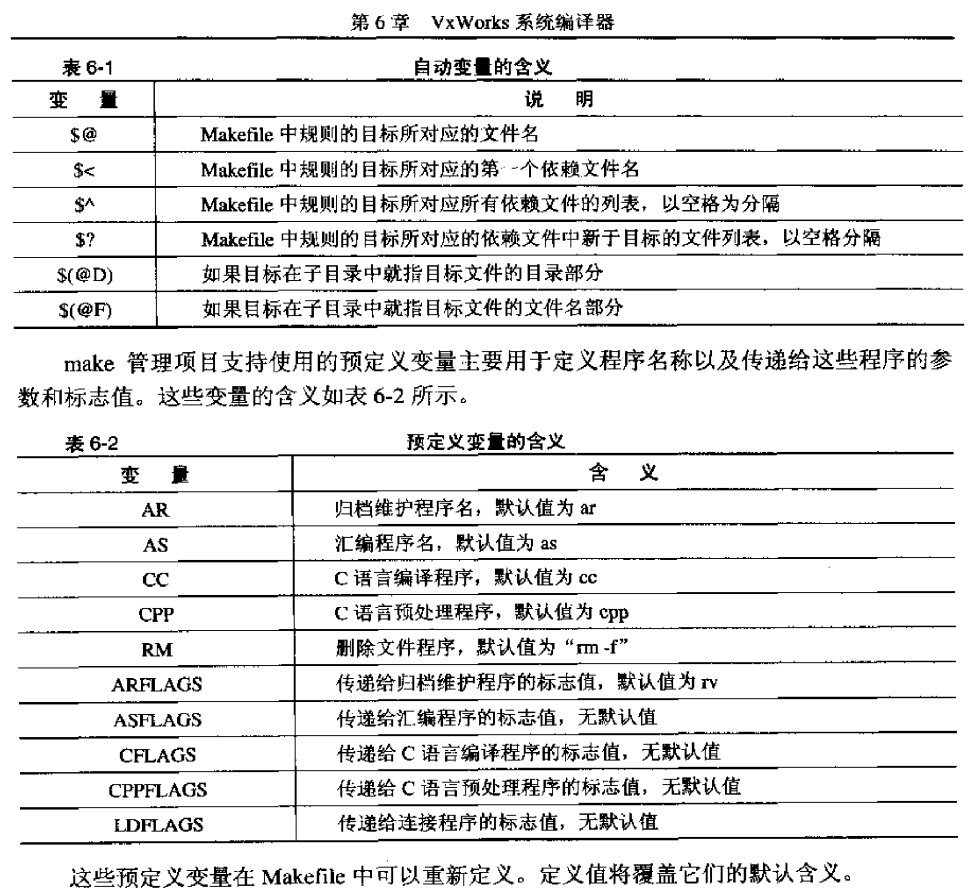 第 6 章 VxWorks 系统编译器
表 6-1 自动变量的含义
变 量 说 明
$@ Makefile 中规则的目标所对应的文件名
$< Makefile 中规则的目标所对应的第一个依赖文件名
$^ Makefile 中规则的目标所对应所有依赖文件的列表，以空格为分隔
$? Makefile 中规则的目标所对应的依赖文件中新于目标的文件列表，以空格分隔
$(@D) 如果目标在子目录中就指目标文件的目录部分
$(@F) 如果目标在子目录中就指目标文件的文件名部分
make 管理项目支持使用的预定义变量主要用于定义程序名称以及传递给这些程序的参
数和标志值。这些变量的含义如表 6-2 所示。
表 6-2 预定义变量的含义
变 量 含 义
AR 归档维护程序名，默认值为 ar
AS 汇编程序名，默认值为 as
CC C 语言编译程序，默认值为 cc
CPP C 语言预处理程序，默认值为 cpp
RM 删除文件程序，默认值为“rm -f”
ARFLAGS 传递给归档维护程序的标志值，默认值为 rv
ASFLAGS 传递给汇编程序的标志值，无默认值
CFLAGS 传递给 C 语言编译程序的标志值，无默认值
CPPFLAGS 传递给 C 语言预处理程序的标志值，无默认值
LDFLAGS 传递给连接程序的标志值，无默认值
这些预定义变量在 Makefile 中可以重新定义。定义值将覆盖它们的默认含义。